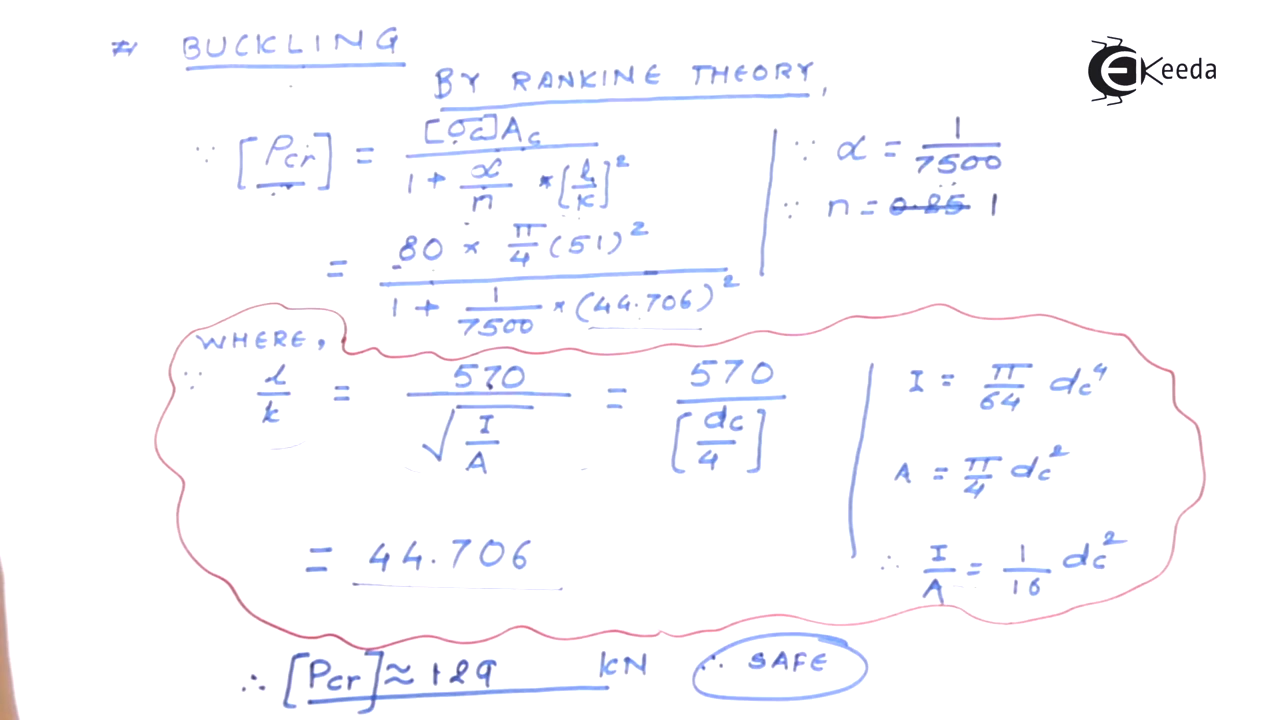 * BUCKLING
Keeda
BY RANKINE THEORY,
∵ [Pcr] = [σc]Ac / (1 + α/n * [l/k]²)
∵ α = 1/7500
∵ n = 0.25 1
= 80 * π/4 (51)² / (1 + 1/7500 * (44.706)²)
WHERE,
∵ l/k = 570 / √(I/A) = 570 / [dc/4]
I = π/64 dc⁴
A = π/4 dc²
= 44.706
∴ I/A = 1/16 dc²
∴ [Pcr] ≈ 129 kN ∴ SAFE